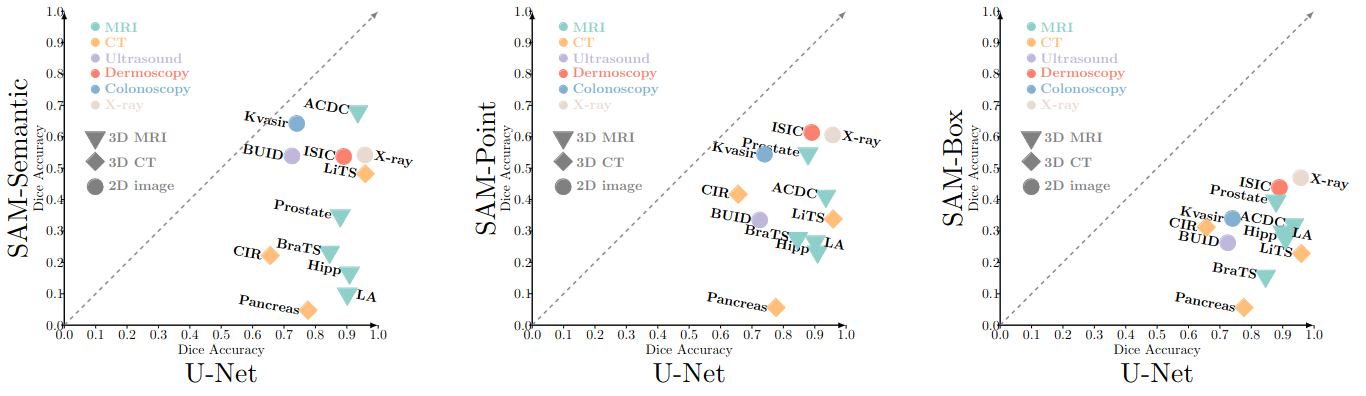 1.0
0.9
0.8
0.7
0.6
0.5
0.4
0.3
0.2
0.1
0.0
SAM-Semantic
Dice Accuracy
MRI
CT
Ultrasound
Dermoscopy
Colonoscopy
X-ray
3D MRI
3D CT
2D image
ACDC
Kvasir
BUID
ISIC
X-ray
LiTS
Prostate
CIR
BraTS
Hipp
LA
Pancreas
0.0 0.1 0.2 0.3 0.4 0.5 0.6 0.7 0.8 0.9 1.0
Dice Accuracy
U-Net
1.0
0.9
0.8
0.7
0.6
0.5
0.4
0.3
0.2
0.1
0.0
SAM-Point
Dice Accuracy
MRI
CT
Ultrasound
Dermoscopy
Colonoscopy
X-ray
3D MRI
3D CT
2D image
ISIC
X-ray
Prostate
Kvasir
CIR
ACDC
BUID
LiTS
BraTS
LA
Hipp
Pancreas
0.0 0.1 0.2 0.3 0.4 0.5 0.6 0.7 0.8 0.9 1.0
Dice Accuracy
U-Net
1.0
0.9
0.8
0.7
0.6
0.5
0.4
0.3
0.2
0.1
0.0
SAM-Box
Dice Accuracy
MRI
CT
Ultrasound
Dermoscopy
Colonoscopy
X-ray
3D MRI
3D CT
2D image
ISIC
X-ray
Prostate
Kvasir
ACDC
CIR
Hipp
LA
BUID
LiTS
BraTS
Pancreas
0.0 0.1 0.2 0.3 0.4 0.5 0.6 0.7 0.8 0.9 1.0
Dice Accuracy
U-Net